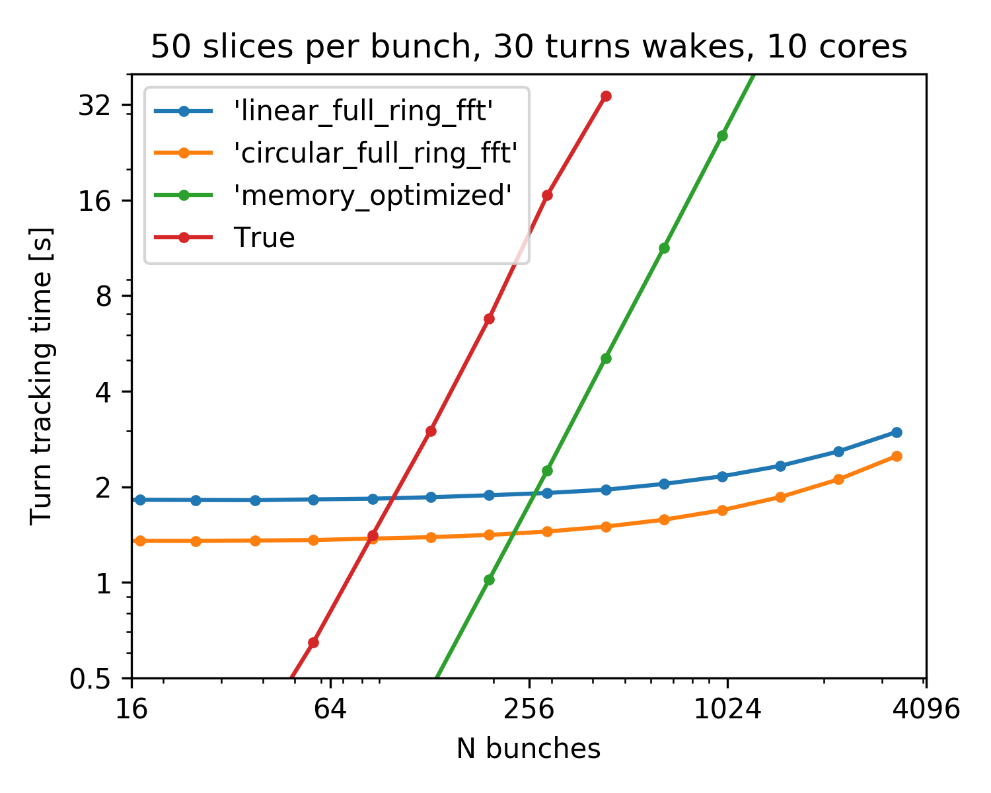 50 slices per bunch, 30 turns wakes, 10 cores
'linear_full_ring_fft'
'circular_full_ring_fft'
'memory_optimized'
True
Turn tracking time [s]
32
16
8
4
2
1
0.5
16 64 256 1024 4096
N bunches